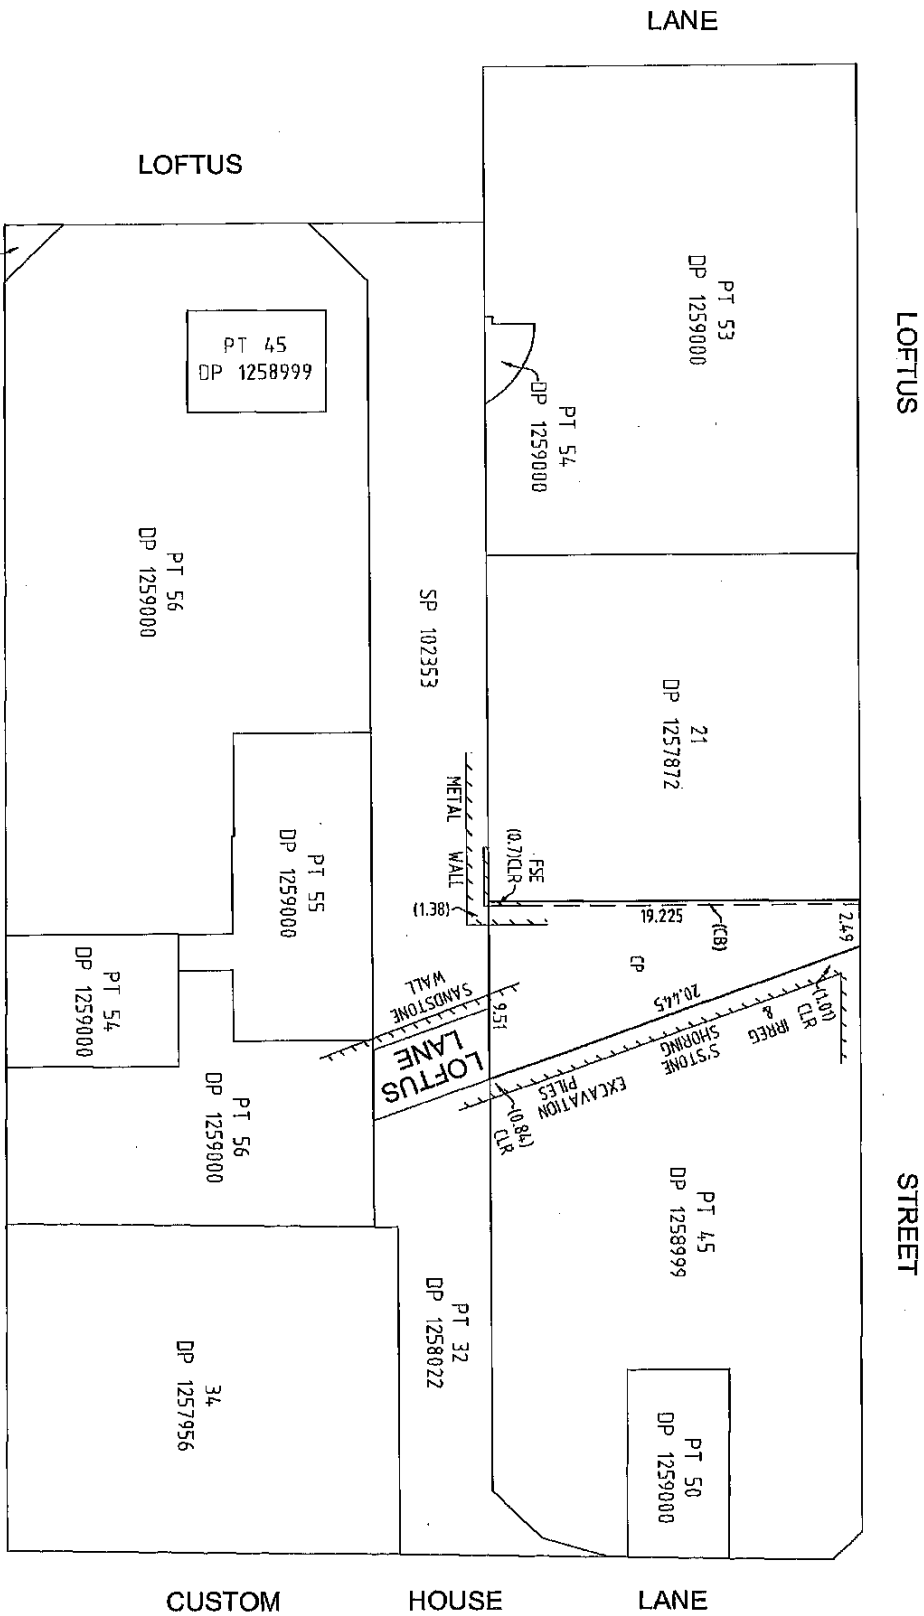 LANE
LOFTUS
LOFTUS
PT 53
DP 1259000
PT 45
DP 1258999
PT 54
DP 1259000
PT 56
DP 1259000
SP 102353
21
DP 1257872
METAL WALL
FSE
(0.7)CLR
(1.38)
19.225
(CB)
2.49
CP
PT 55
DP 1259000
SANDSTONE
WALL
9.51
20.445
(1.01)
CLR
IRREG &
S'STONE
SHORING
EXCAVATION
PILES
LOFTUS
LANE
(0.84)
CLR
PT 54
DP 1259000
PT 56
DP 1259000
PT 45
DP 1258999
STREET
PT 32
DP 1258022
34
DP 1257956
PT 50
DP 1259000
CUSTOM HOUSE LANE